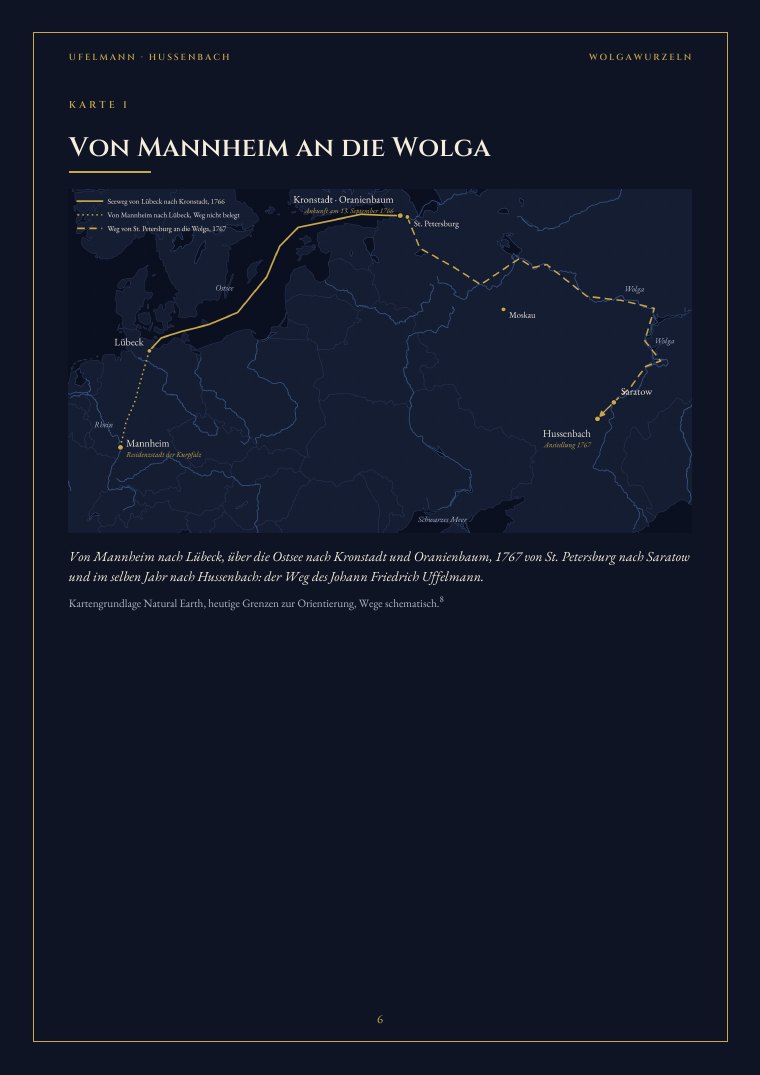 UFELMANN · HUSSENBACH
WOLGAWURZELN
KARTE I
VON MANNHEIM AN DIE WOLGA
Seeweg von Lübeck nach Kronstadt, 1766
Von Mannheim nach Lübeck, Weg nicht belegt
Weg von St. Petersburg an die Wolga, 1767
Kronstadt · Oranienbaum
Ankunft am 13. September 1766
St. Petersburg
Ostsee
Wolga
Moskau
Lübeck
Wolga
Saratow
Rhein
Hussenbach
Ansiedlung 1767
Mannheim
Residenzstadt der Kurpfalz
Schwarzes Meer
Von Mannheim nach Lübeck, über die Ostsee nach Kronstadt und Oranienbaum, 1767 von St. Petersburg nach Saratow
und im selben Jahr nach Hussenbach: der Weg des Johann Friedrich Uffelmann.
Kartengrundlage Natural Earth, heutige Grenzen zur Orientierung, Wege schematisch.8
6